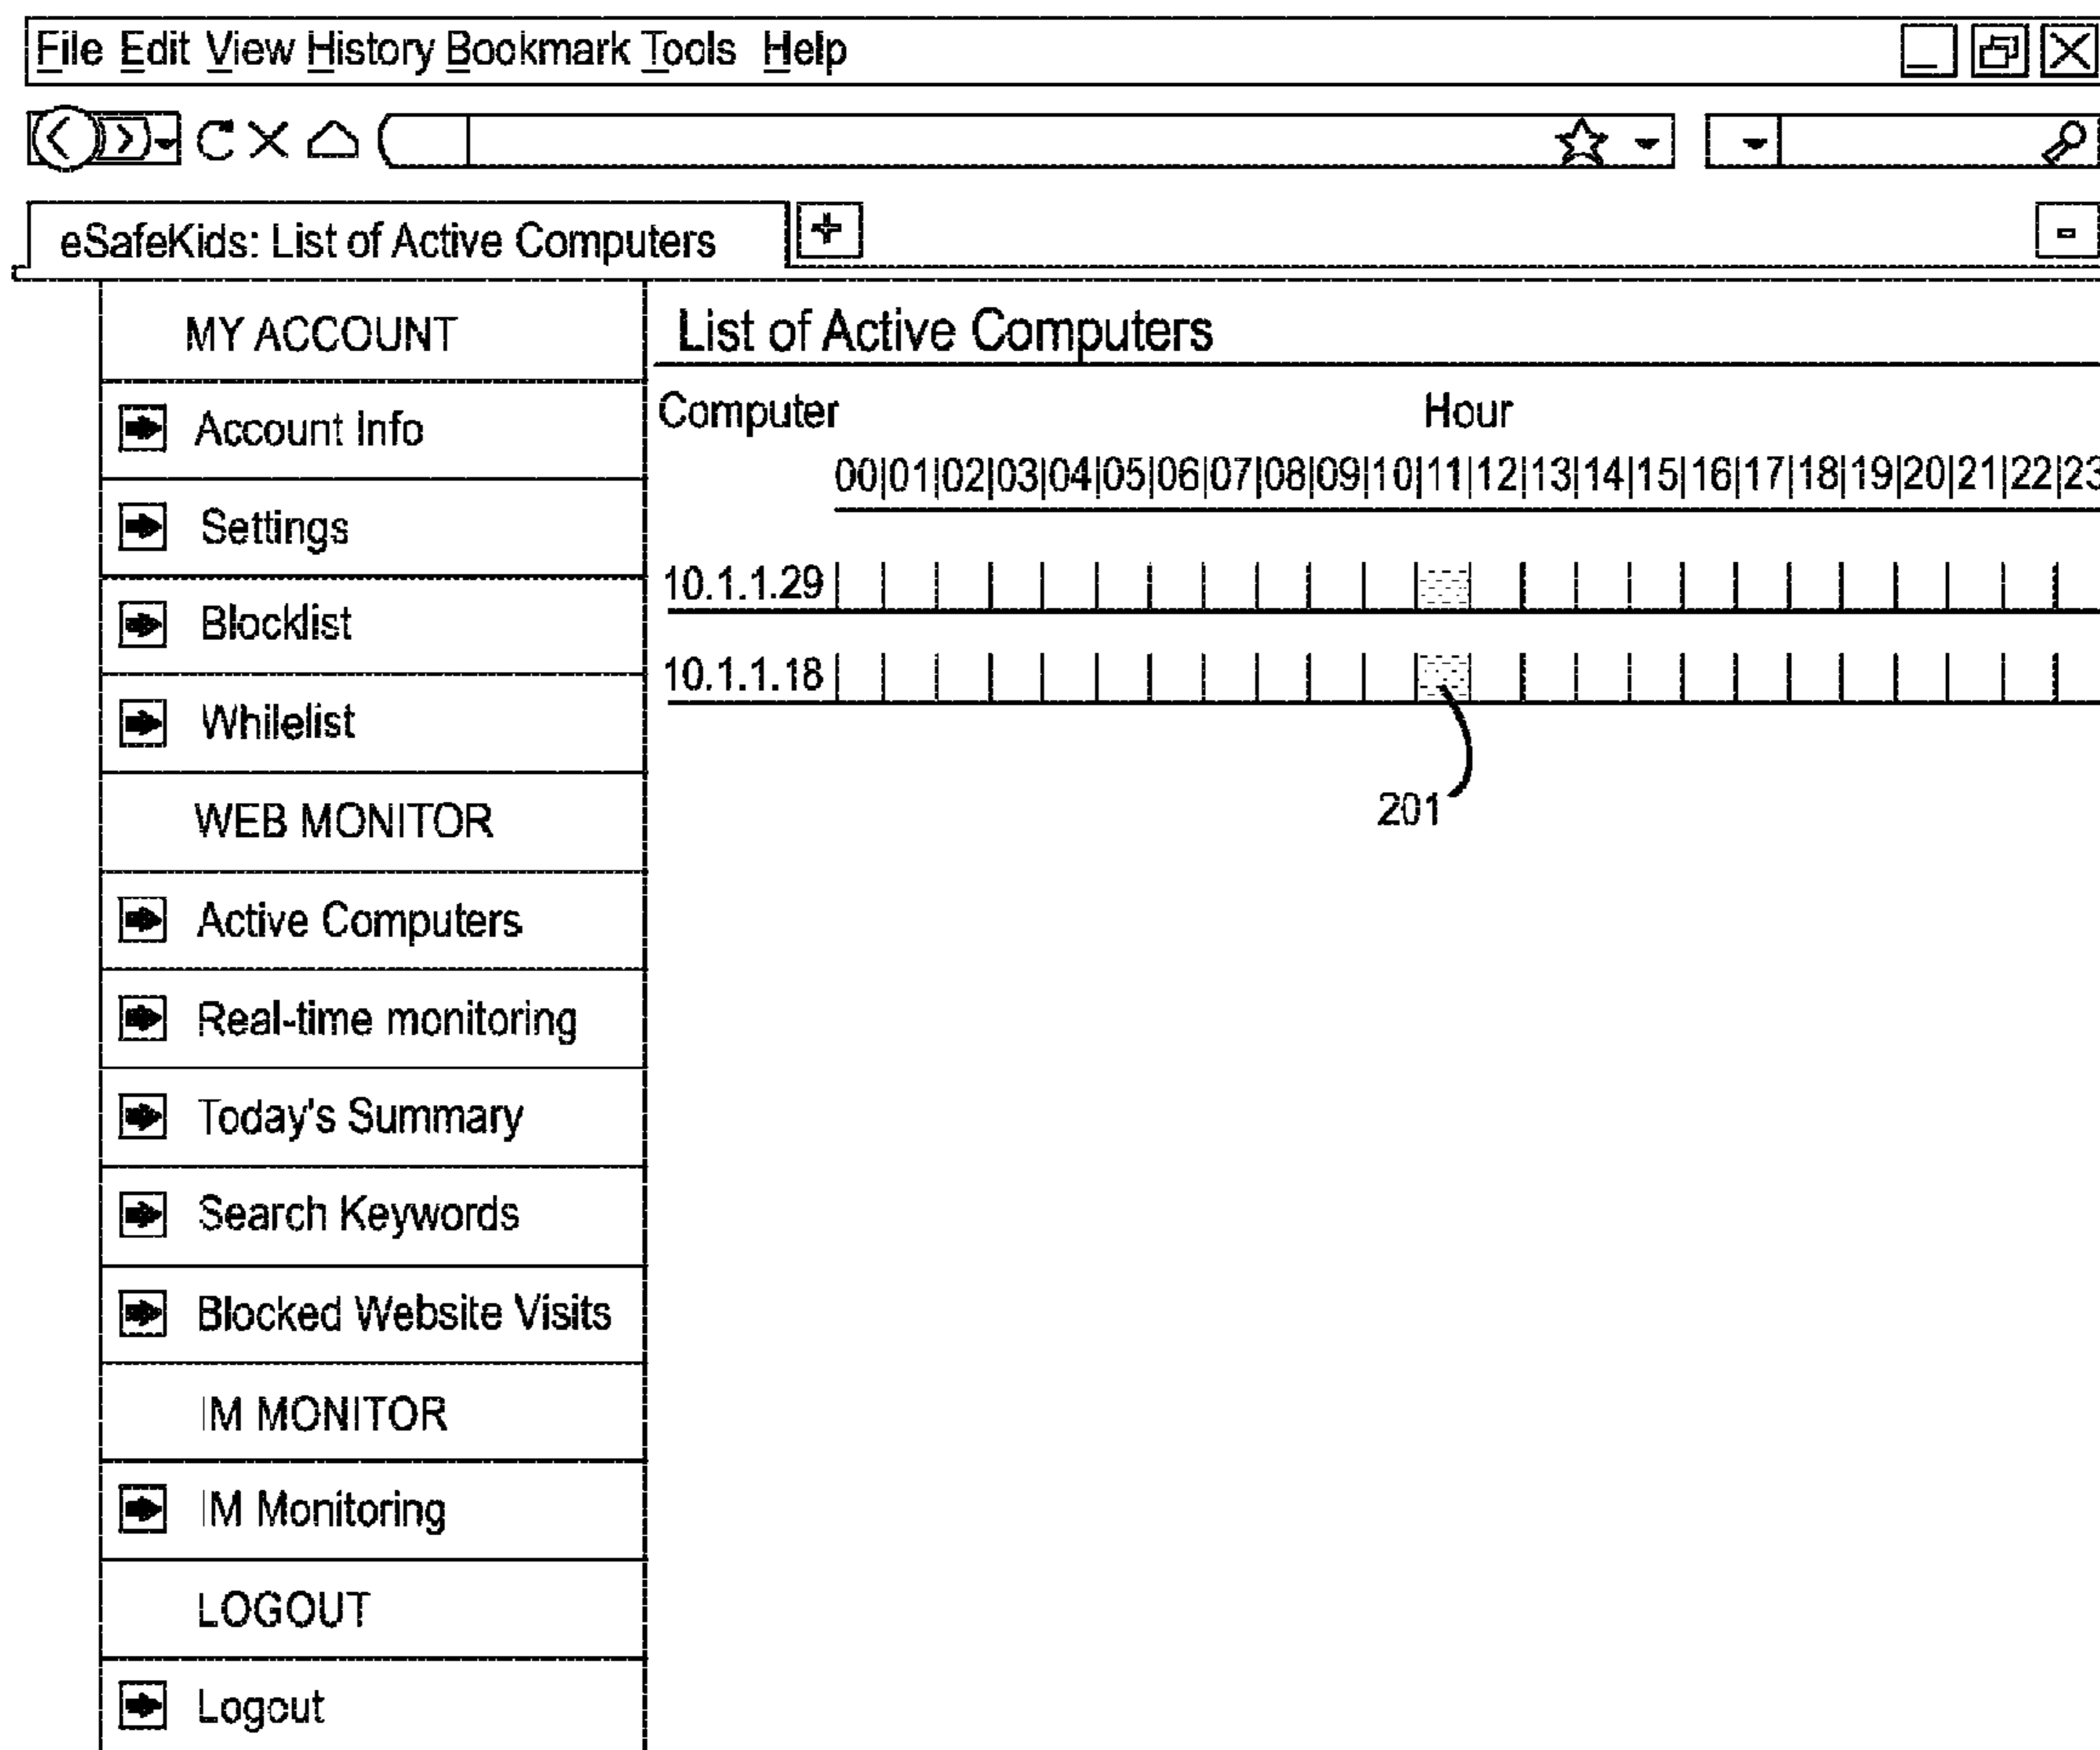 File Edit View History Bookmark Tools Help
eSafeKids: List of Active Computers
MY ACCOUNT
Account Info
Settings
Blocklist
Whilelist
WEB MONITOR
Active Computers
Real-time monitoring
Today's Summary
Search Keywords
Blocked Website Visits
IM MONITOR
IM Monitoring
LOGOUT
Logout
List of Active Computers
Computer Hour
00|01|02|03|04|05|06|07|08|09|10|11|12|13|14|15|16|17|18|19|20|21|22|23
10.1.1.29
10.1.1.18
201